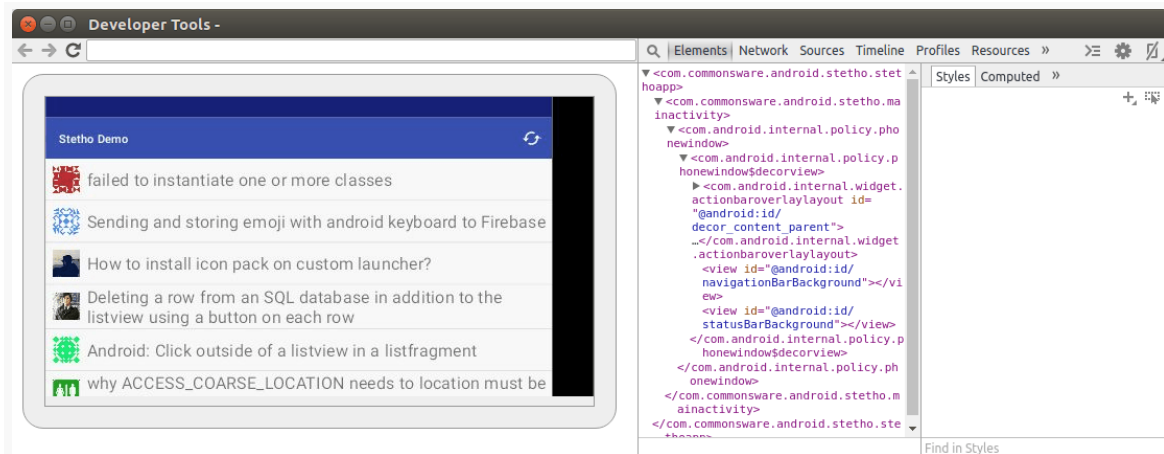 Developer Tools -
Elements Network Sources Timeline Profiles Resources »
Stetho Demo
failed to instantiate one or more classes
Sending and storing emoji with android keyboard to Firebase
How to install icon pack on custom launcher?
Deleting a row from an SQL database in addition to the
listview using a button on each row
Android: Click outside of a listview in a listfragment
why ACCESS_COARSE_LOCATION needs to location must be
▼<com.commonsware.android.stetho.stet
hoapp>
▼<com.commonsware.android.stetho.ma
inactivity>
▼<com.android.internal.policy.pho
newindow>
▼<com.android.internal.policy.p
honewindow$decorview>
▶<com.android.internal.widget.
actionbaroverlaylayout id=
"@android:id/
decor_content_parent">
…</com.android.internal.widget
.actionbaroverlaylayout>
<view id="@android:id/
navigationBarBackground"></vi
ew>
<view id="@android:id/
statusBarBackground"></view>
</com.android.internal.policy.p
honewindow$decorview>
</com.android.internal.policy.ph
onewindow>
</com.commonsware.android.stetho.m
ainactivity>
</com.commonsware.android.stetho.ste
thoapp>
Styles Computed »
Find in Styles